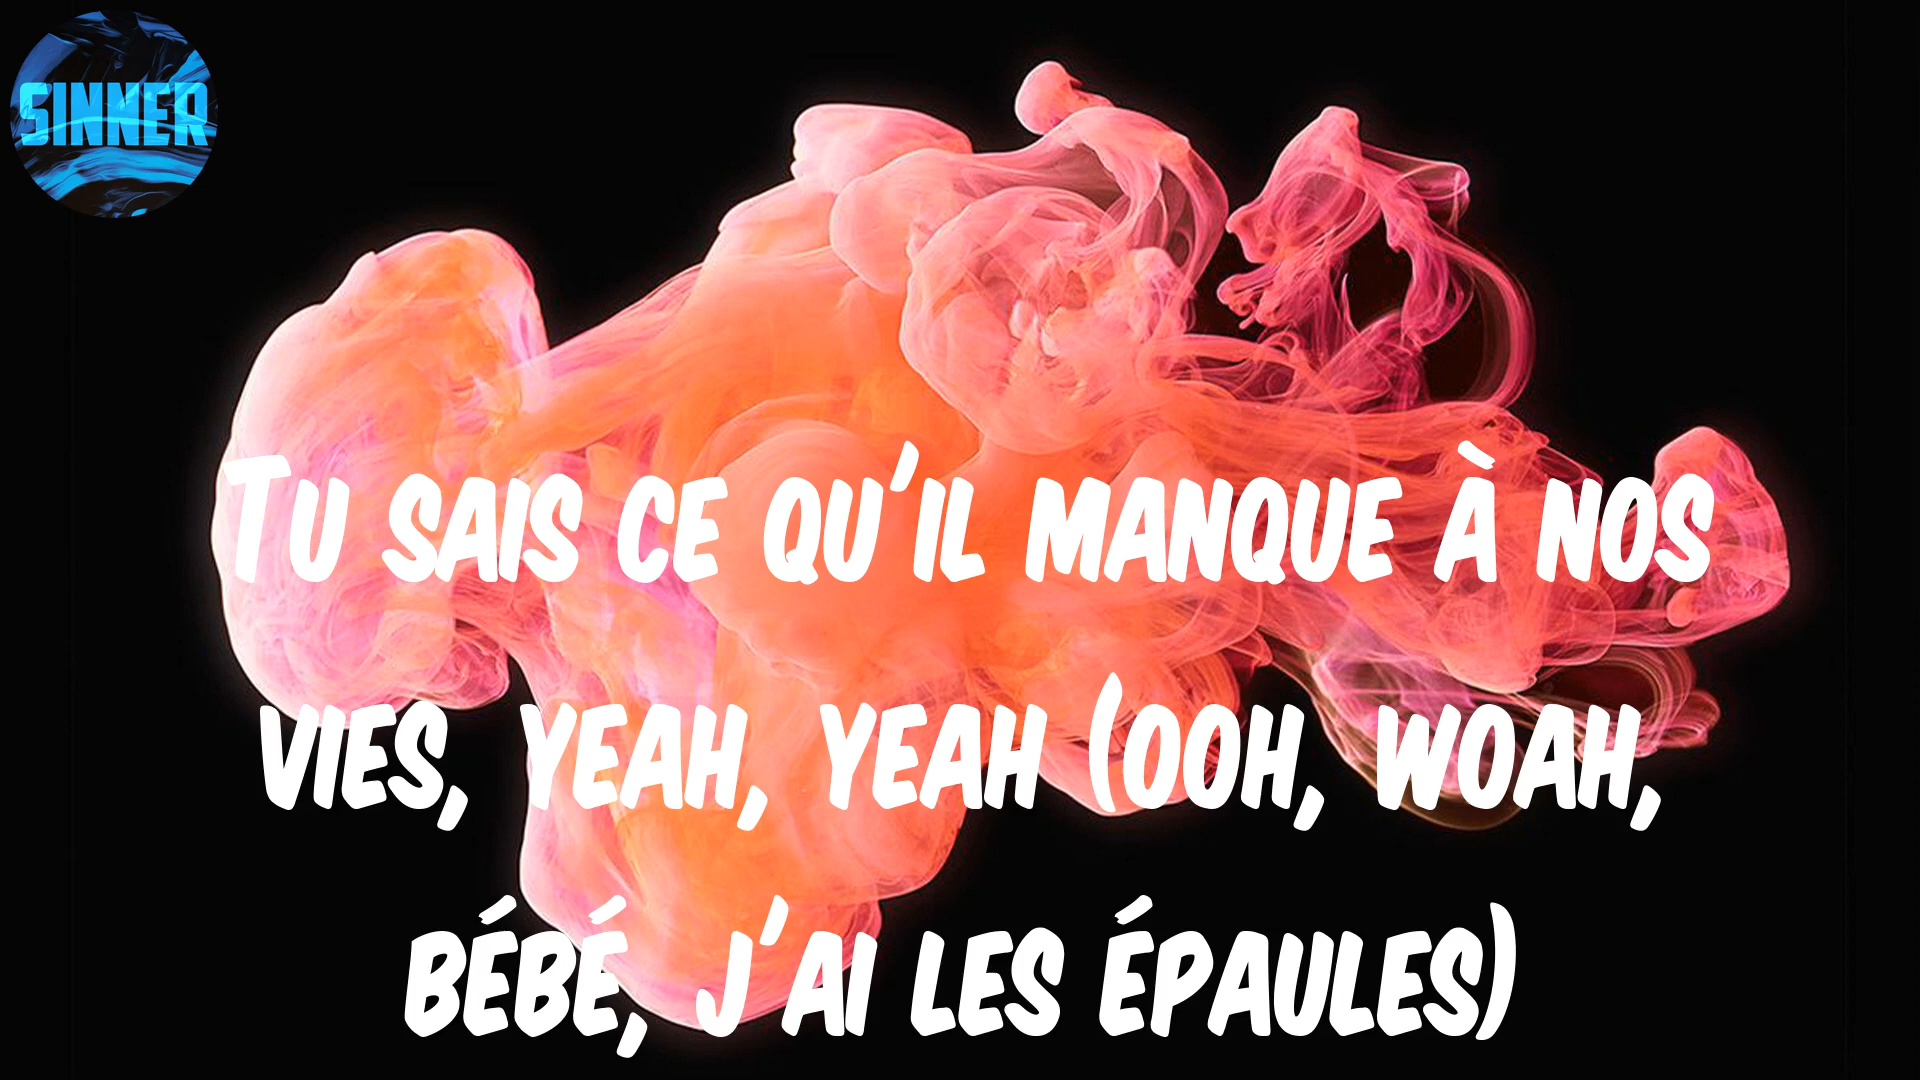 SINNER
Tu sais ce qu'il manque à nos
vies, yeah, yeah (ooh, woah,
bébé, j'ai les épaules)